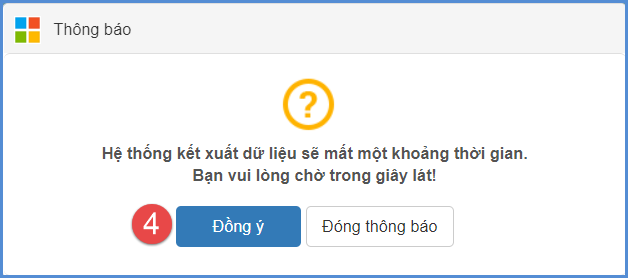 Thông báo
Hệ thống kết xuất dữ liệu sẽ mất một khoảng thời gian.
Bạn vui lòng chờ trong giây lát!
4 Đồng ý Đóng thông báo